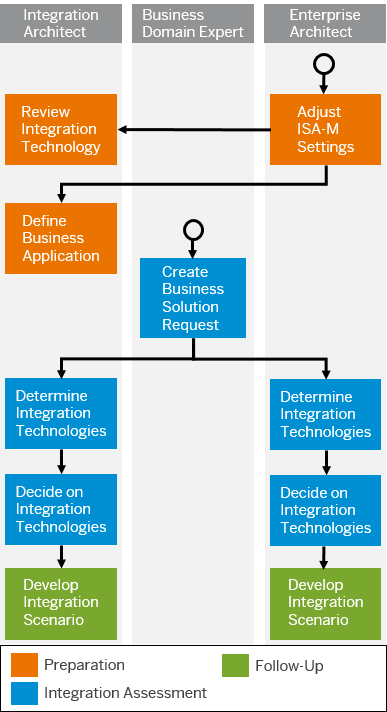 Integration
Architect
Business
Domain Expert
Enterprise
Architect
Review
Integration
Technology
Adjust
ISA-M
Settings
Define
Business
Application
Create
Business
Solution
Request
Determine
Integration
Technologies
Determine
Integration
Technologies
Decide on
Integration
Technologies
Decide on
Integration
Technologies
Develop
Integration
Scenario
Develop
Integration
Scenario
Preparation
Follow-Up
Integration Assessment